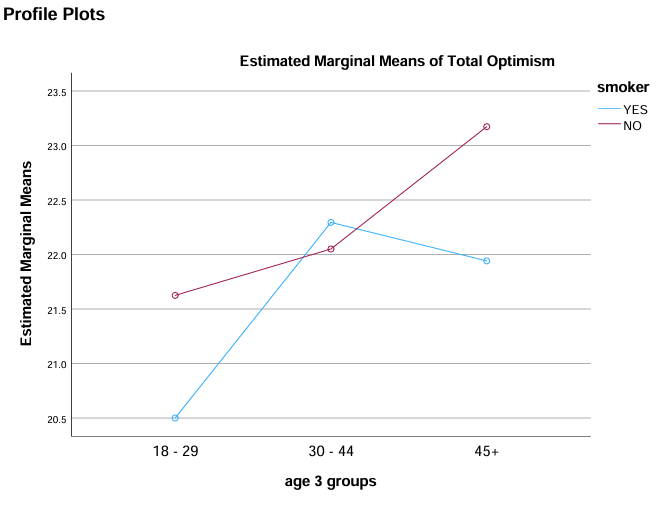 Profile Plots
Estimated Marginal Means of Total Optimism
smoker
YES
NO
Estimated Marginal Means
23.5
23.0
22.5
22.0
21.5
21.0
20.5
18 - 29
30 - 44
45+
age 3 groups